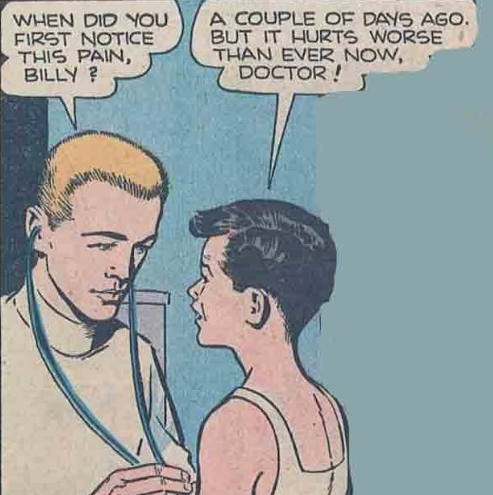 WHEN DID YOU
FIRST NOTICE
THIS PAIN,
BILLY?
A COUPLE OF DAYS AGO.
BUT IT HURTS WORSE
THAN EVER NOW,
DOCTOR!